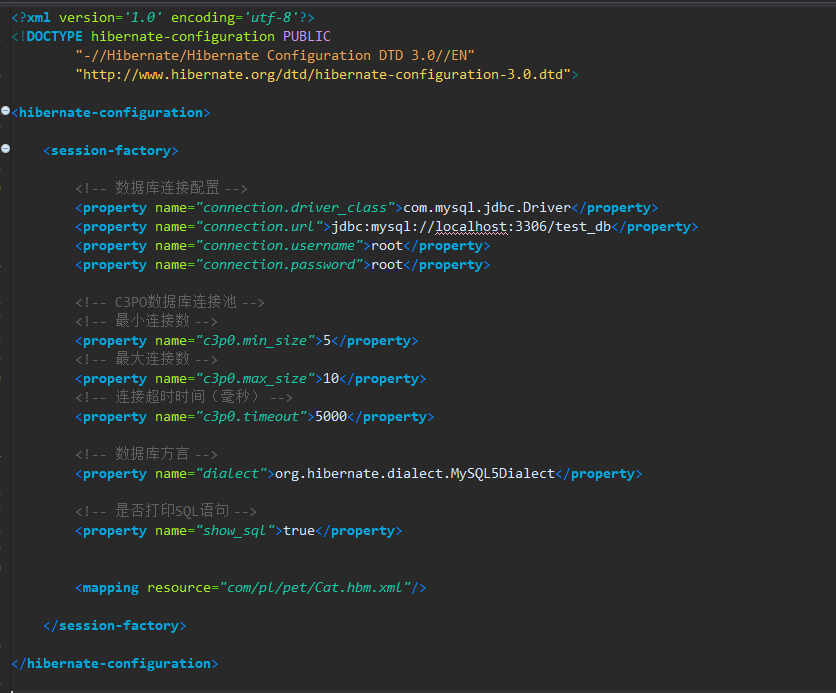 <?xml version='1.0' encoding='utf-8'?>
<!DOCTYPE hibernate-configuration PUBLIC
"-//Hibernate/Hibernate Configuration DTD 3.0//EN"
"http://www.hibernate.org/dtd/hibernate-configuration-3.0.dtd">
<hibernate-configuration>
<session-factory>
<!-- 数据库连接配置 -->
<property name="connection.driver_class">com.mysql.jdbc.Driver</property>
<property name="connection.url">jdbc:mysql://localhost:3306/test_db</property>
<property name="connection.username">root</property>
<property name="connection.password">root</property>
<!-- C3PO数据库连接池 -->
<!-- 最小连接数 -->
<property name="c3p0.min_size">5</property>
<!-- 最大连接数 -->
<property name="c3p0.max_size">10</property>
<!-- 连接超时时间（毫秒） -->
<property name="c3p0.timeout">5000</property>
<!-- 数据库方言 -->
<property name="dialect">org.hibernate.dialect.MySQL5Dialect</property>
<!-- 是否打印SQL语句 -->
<property name="show_sql">true</property>
<mapping resource="com/pl/pet/Cat.hbm.xml"/>
</session-factory>
</hibernate-configuration>